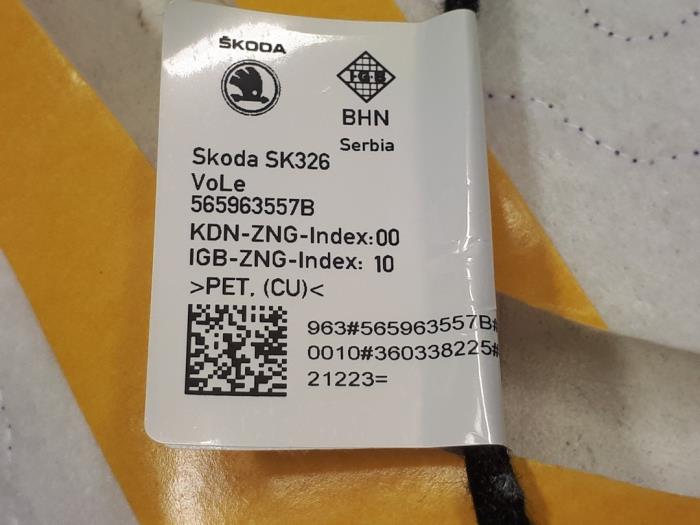 ŠKODA
I·G·B
BHN
Serbia
Skoda SK326
VoLe
565963557B
KDN-ZNG-Index:00
IGB-ZNG-Index: 10
>PET, (CU)<
963#565963557B#
0010#360338225#
21223=